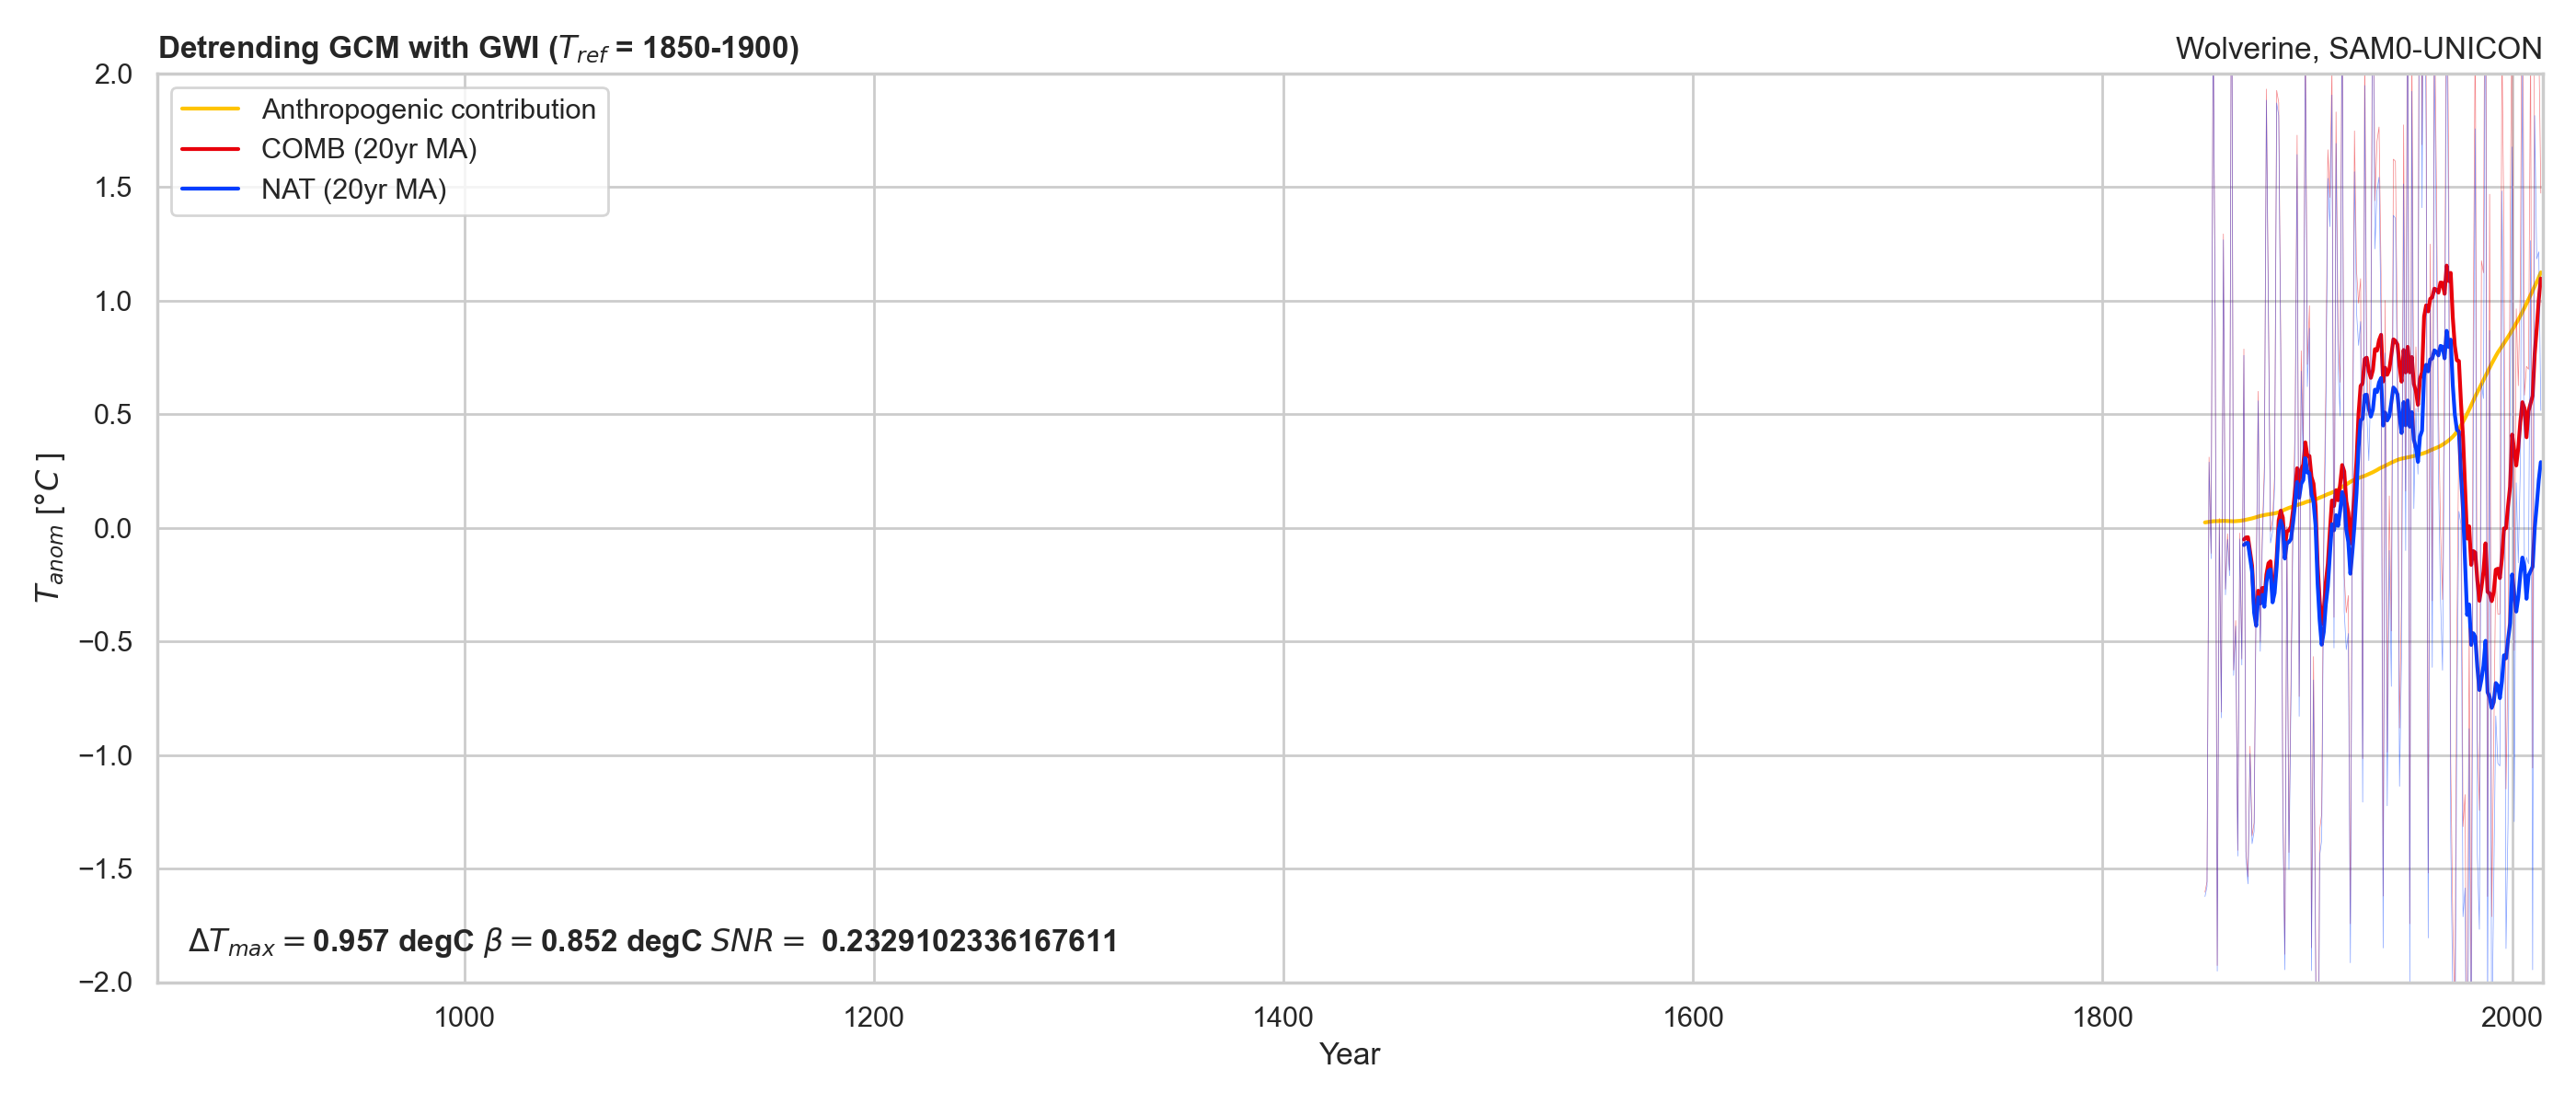 Detrending GCM with GWI (T_ref = 1850-1900)
Wolverine, SAM0-UNICON
Anthropogenic contribution
COMB (20yr MA)
NAT (20yr MA)
2.0
1.5
1.0
0.5
0.0
−0.5
−1.0
−1.5
−2.0
T_anom [°C ]
ΔT_max = 0.957 degC β = 0.852 degC SNR = 0.2329102336167611
1000
1200
1400
1600
1800
2000
Year